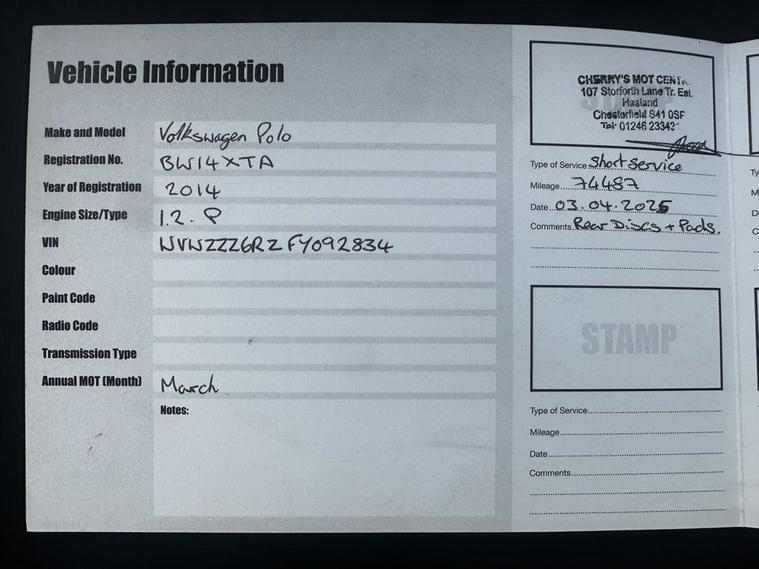 Vehicle Information
Make and Model Volkswagen Polo
Registration No. BW14XTA
Year of Registration 2014
Engine Size/Type 1.2. P
VIN WVWZZZ6RZFY092834
Colour
Paint Code
Radio Code
Transmission Type
Annual MOT (Month) March
Notes:
CHERRY'S MOT
107 Storforth Lane Tr. Est.
Hasland
Chesterfield S41 0SF
Tel: 01246 23342
Type of Service Short Service
Mileage 74487
Date 03.04.2025
Comments Rear Discs + Pads.
STAMP
Type of Service
Mileage
Date
Comments